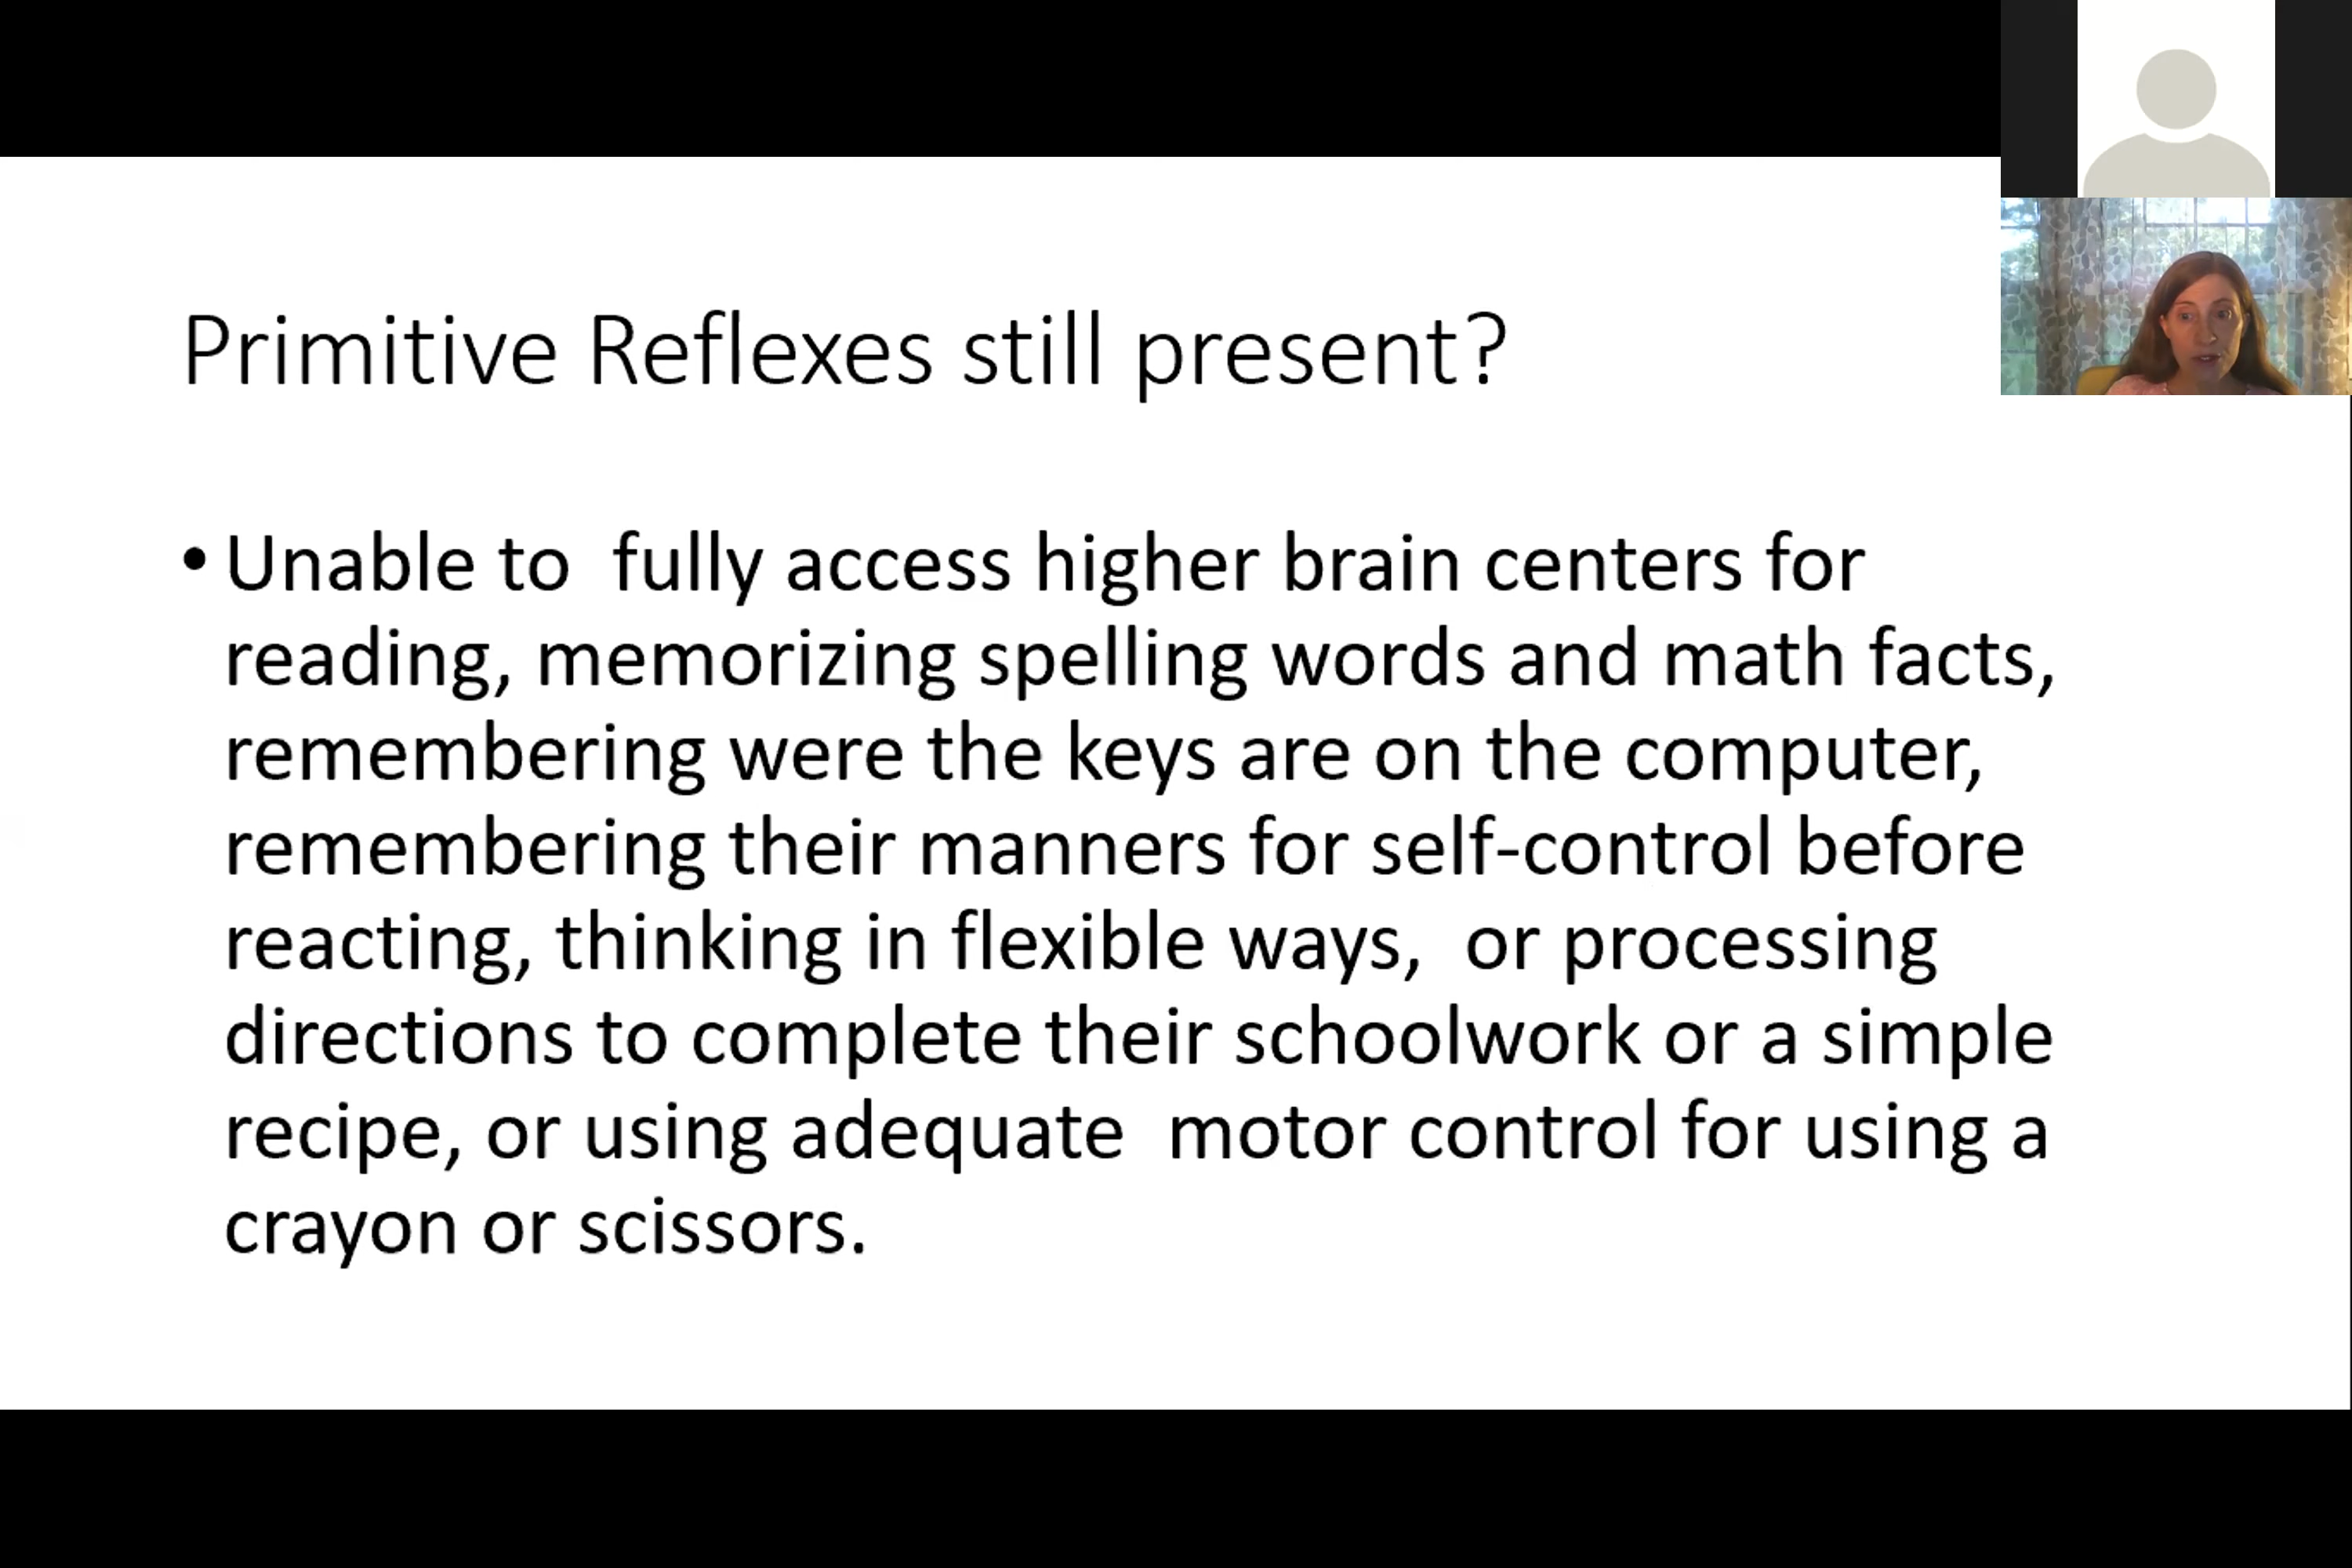 Primitive Reflexes still present?
• Unable to  fully access higher brain centers for
reading, memorizing spelling words and math facts,
remembering were the keys are on the computer,
remembering their manners for self-control before
reacting, thinking in flexible ways,  or processing
directions to complete their schoolwork or a simple
recipe, or using adequate  motor control for using a
crayon or scissors.